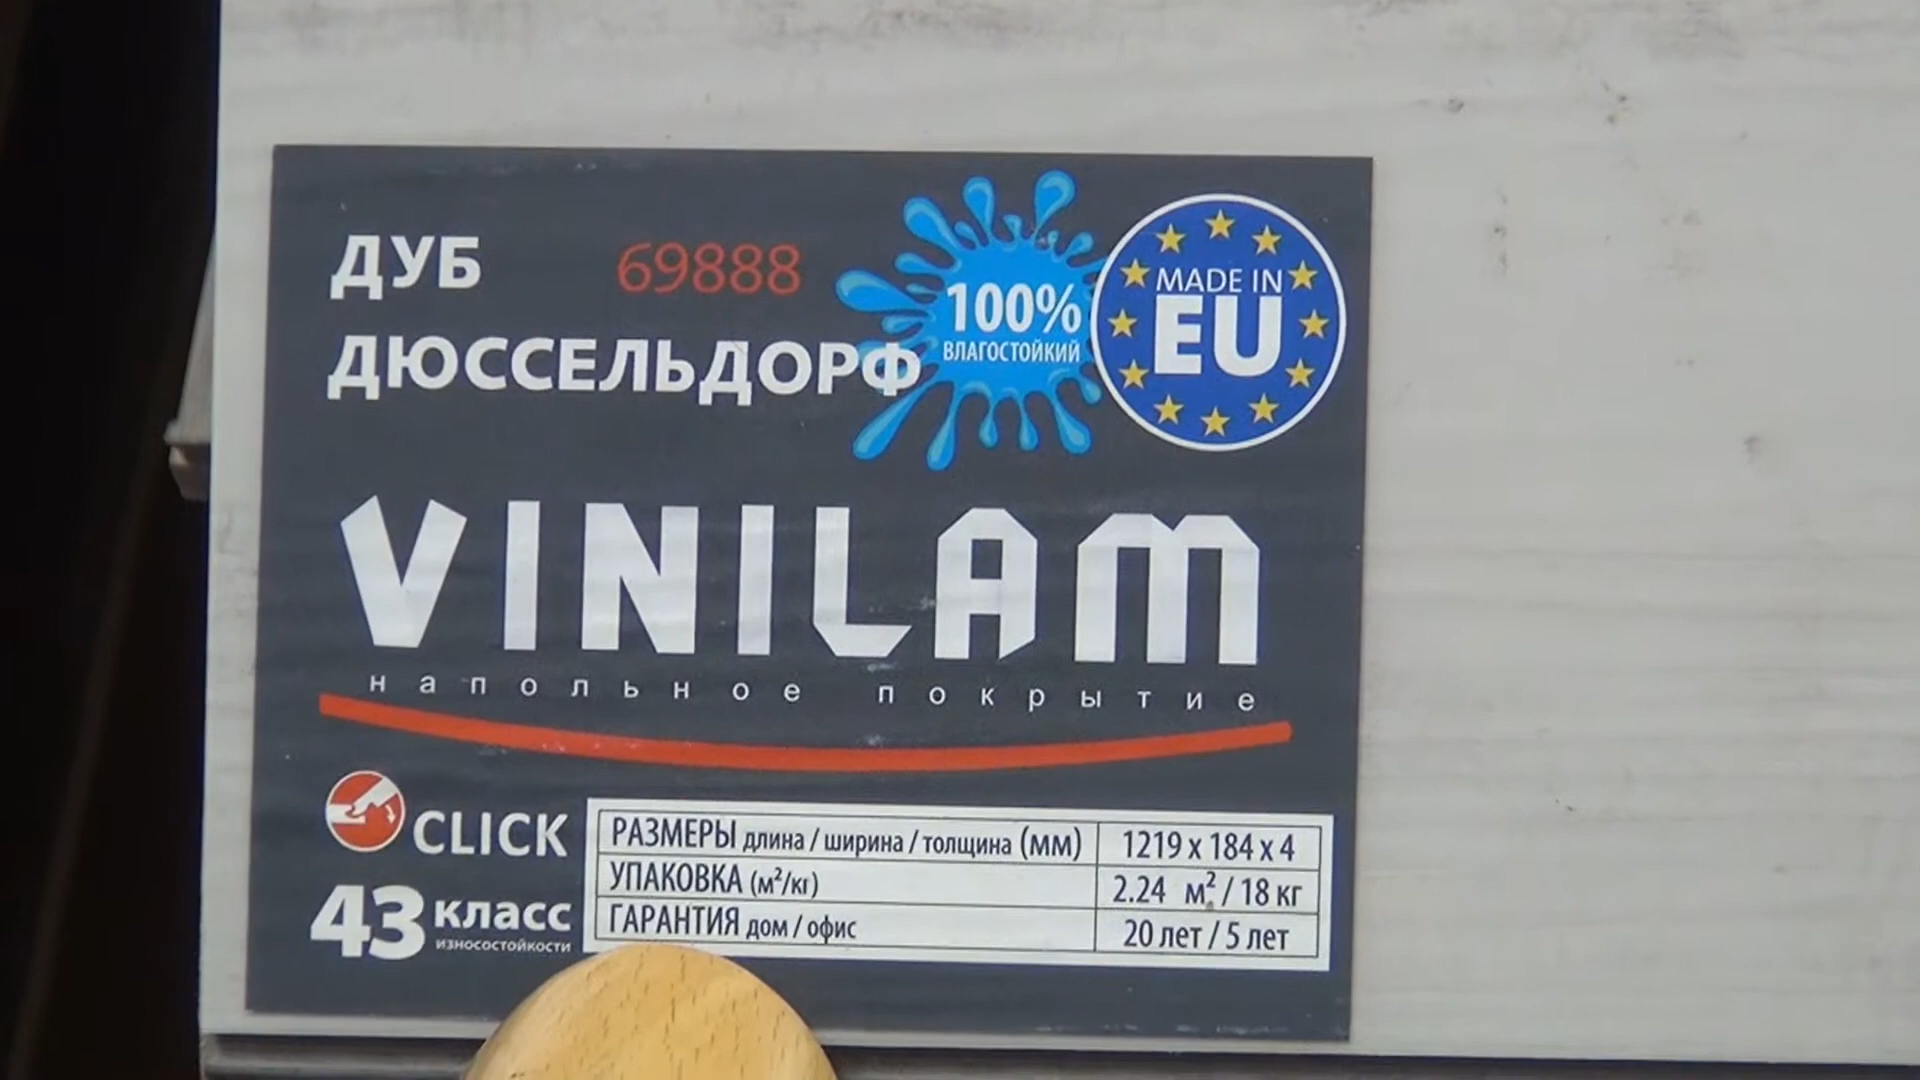 ДУБ 69888
ДЮССЕЛЬДОРФ
100%
ВЛАГОСТОЙКИЙ
MADE IN
EU
VINILAM
напольное покрытие
CLICK
43 класс
износостойкости
РАЗМЕРЫ длина / ширина / толщина (мм) 1219 x 184 x 4
УПАКОВКА (м²/кг) 2.24 м² / 18 кг
ГАРАНТИЯ дом / офис 20 лет / 5 лет